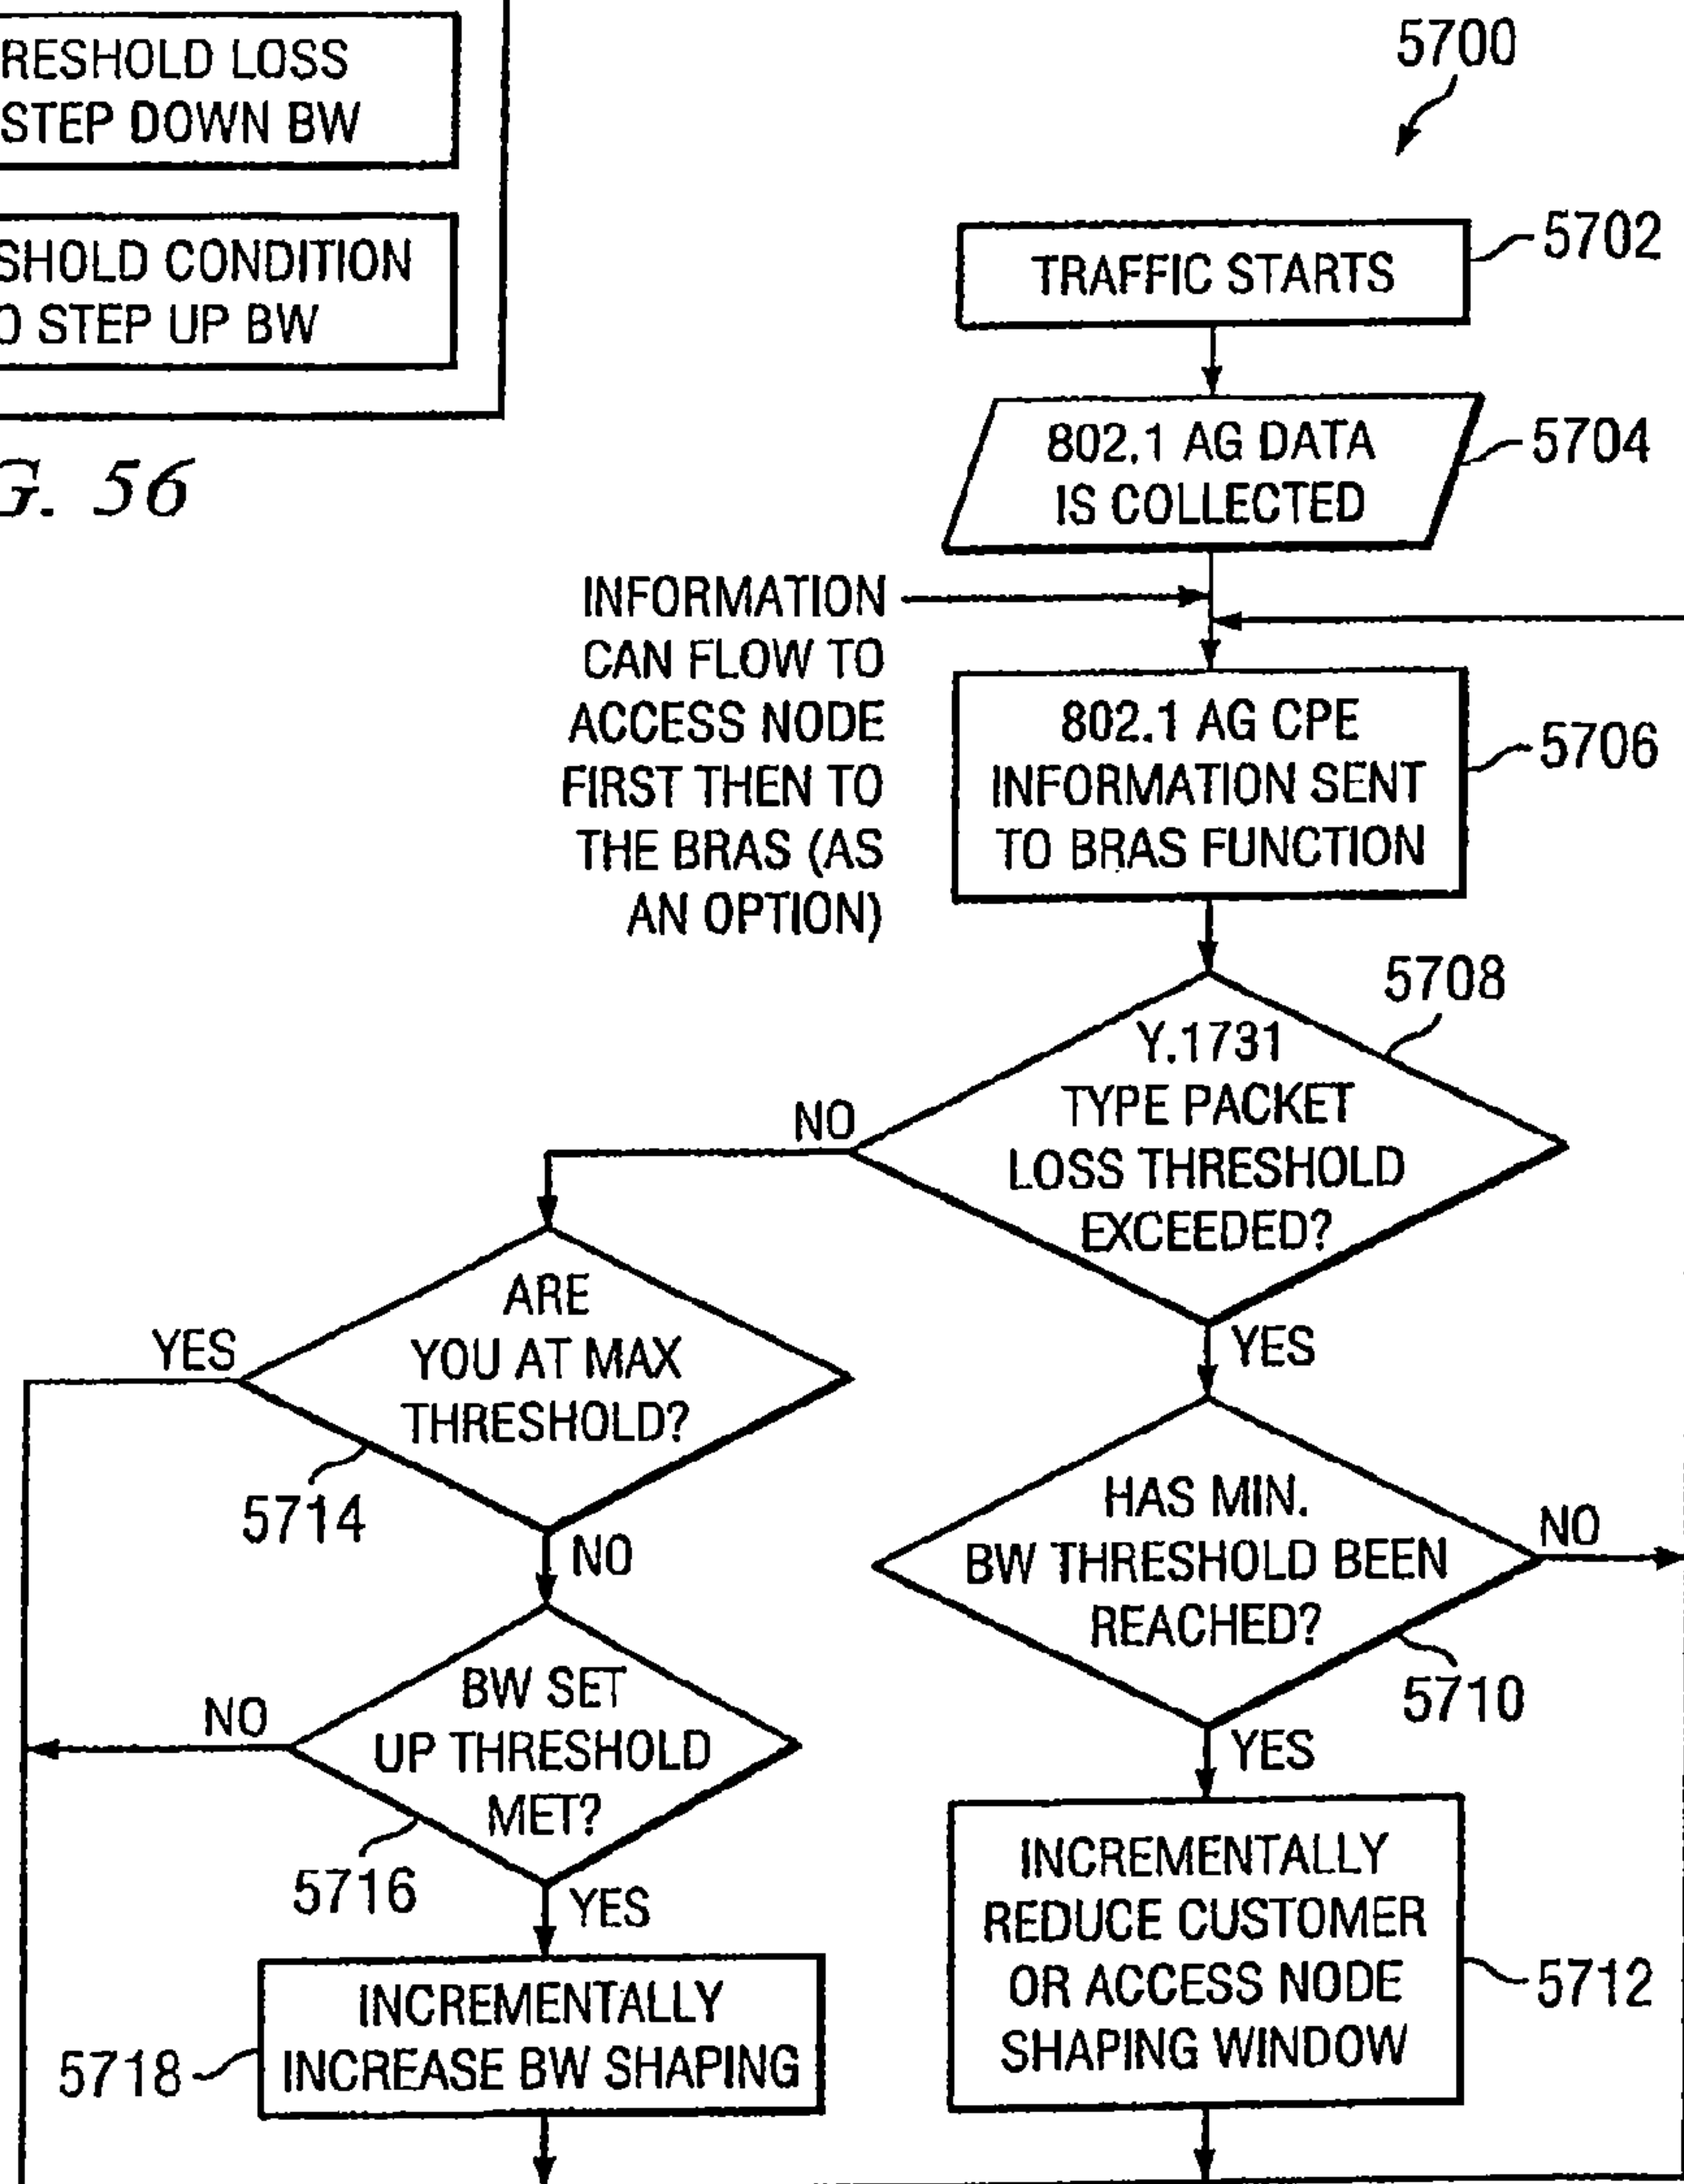 RESHOLD LOSS
STEP DOWN BW
SHOLD CONDITION
O STEP UP BW
G. 56
5700
TRAFFIC STARTS
5702
802.1 AG DATA
IS COLLECTED
5704
INFORMATION
CAN FLOW TO
ACCESS NODE
FIRST THEN TO
THE BRAS (AS
AN OPTION)
802.1 AG CPE
INFORMATION SENT
TO BRAS FUNCTION
5706
5708
Y.1731
TYPE PACKET
LOSS THRESHOLD
EXCEEDED?
NO
YES
ARE
YOU AT MAX
THRESHOLD?
YES
5714
NO
HAS MIN.
BW THRESHOLD BEEN
REACHED?
NO
5710
YES
BW SET
UP THRESHOLD
MET?
NO
5716
YES
INCREMENTALLY
REDUCE CUSTOMER
OR ACCESS NODE
SHAPING WINDOW
5712
INCREMENTALLY
INCREASE BW SHAPING
5718